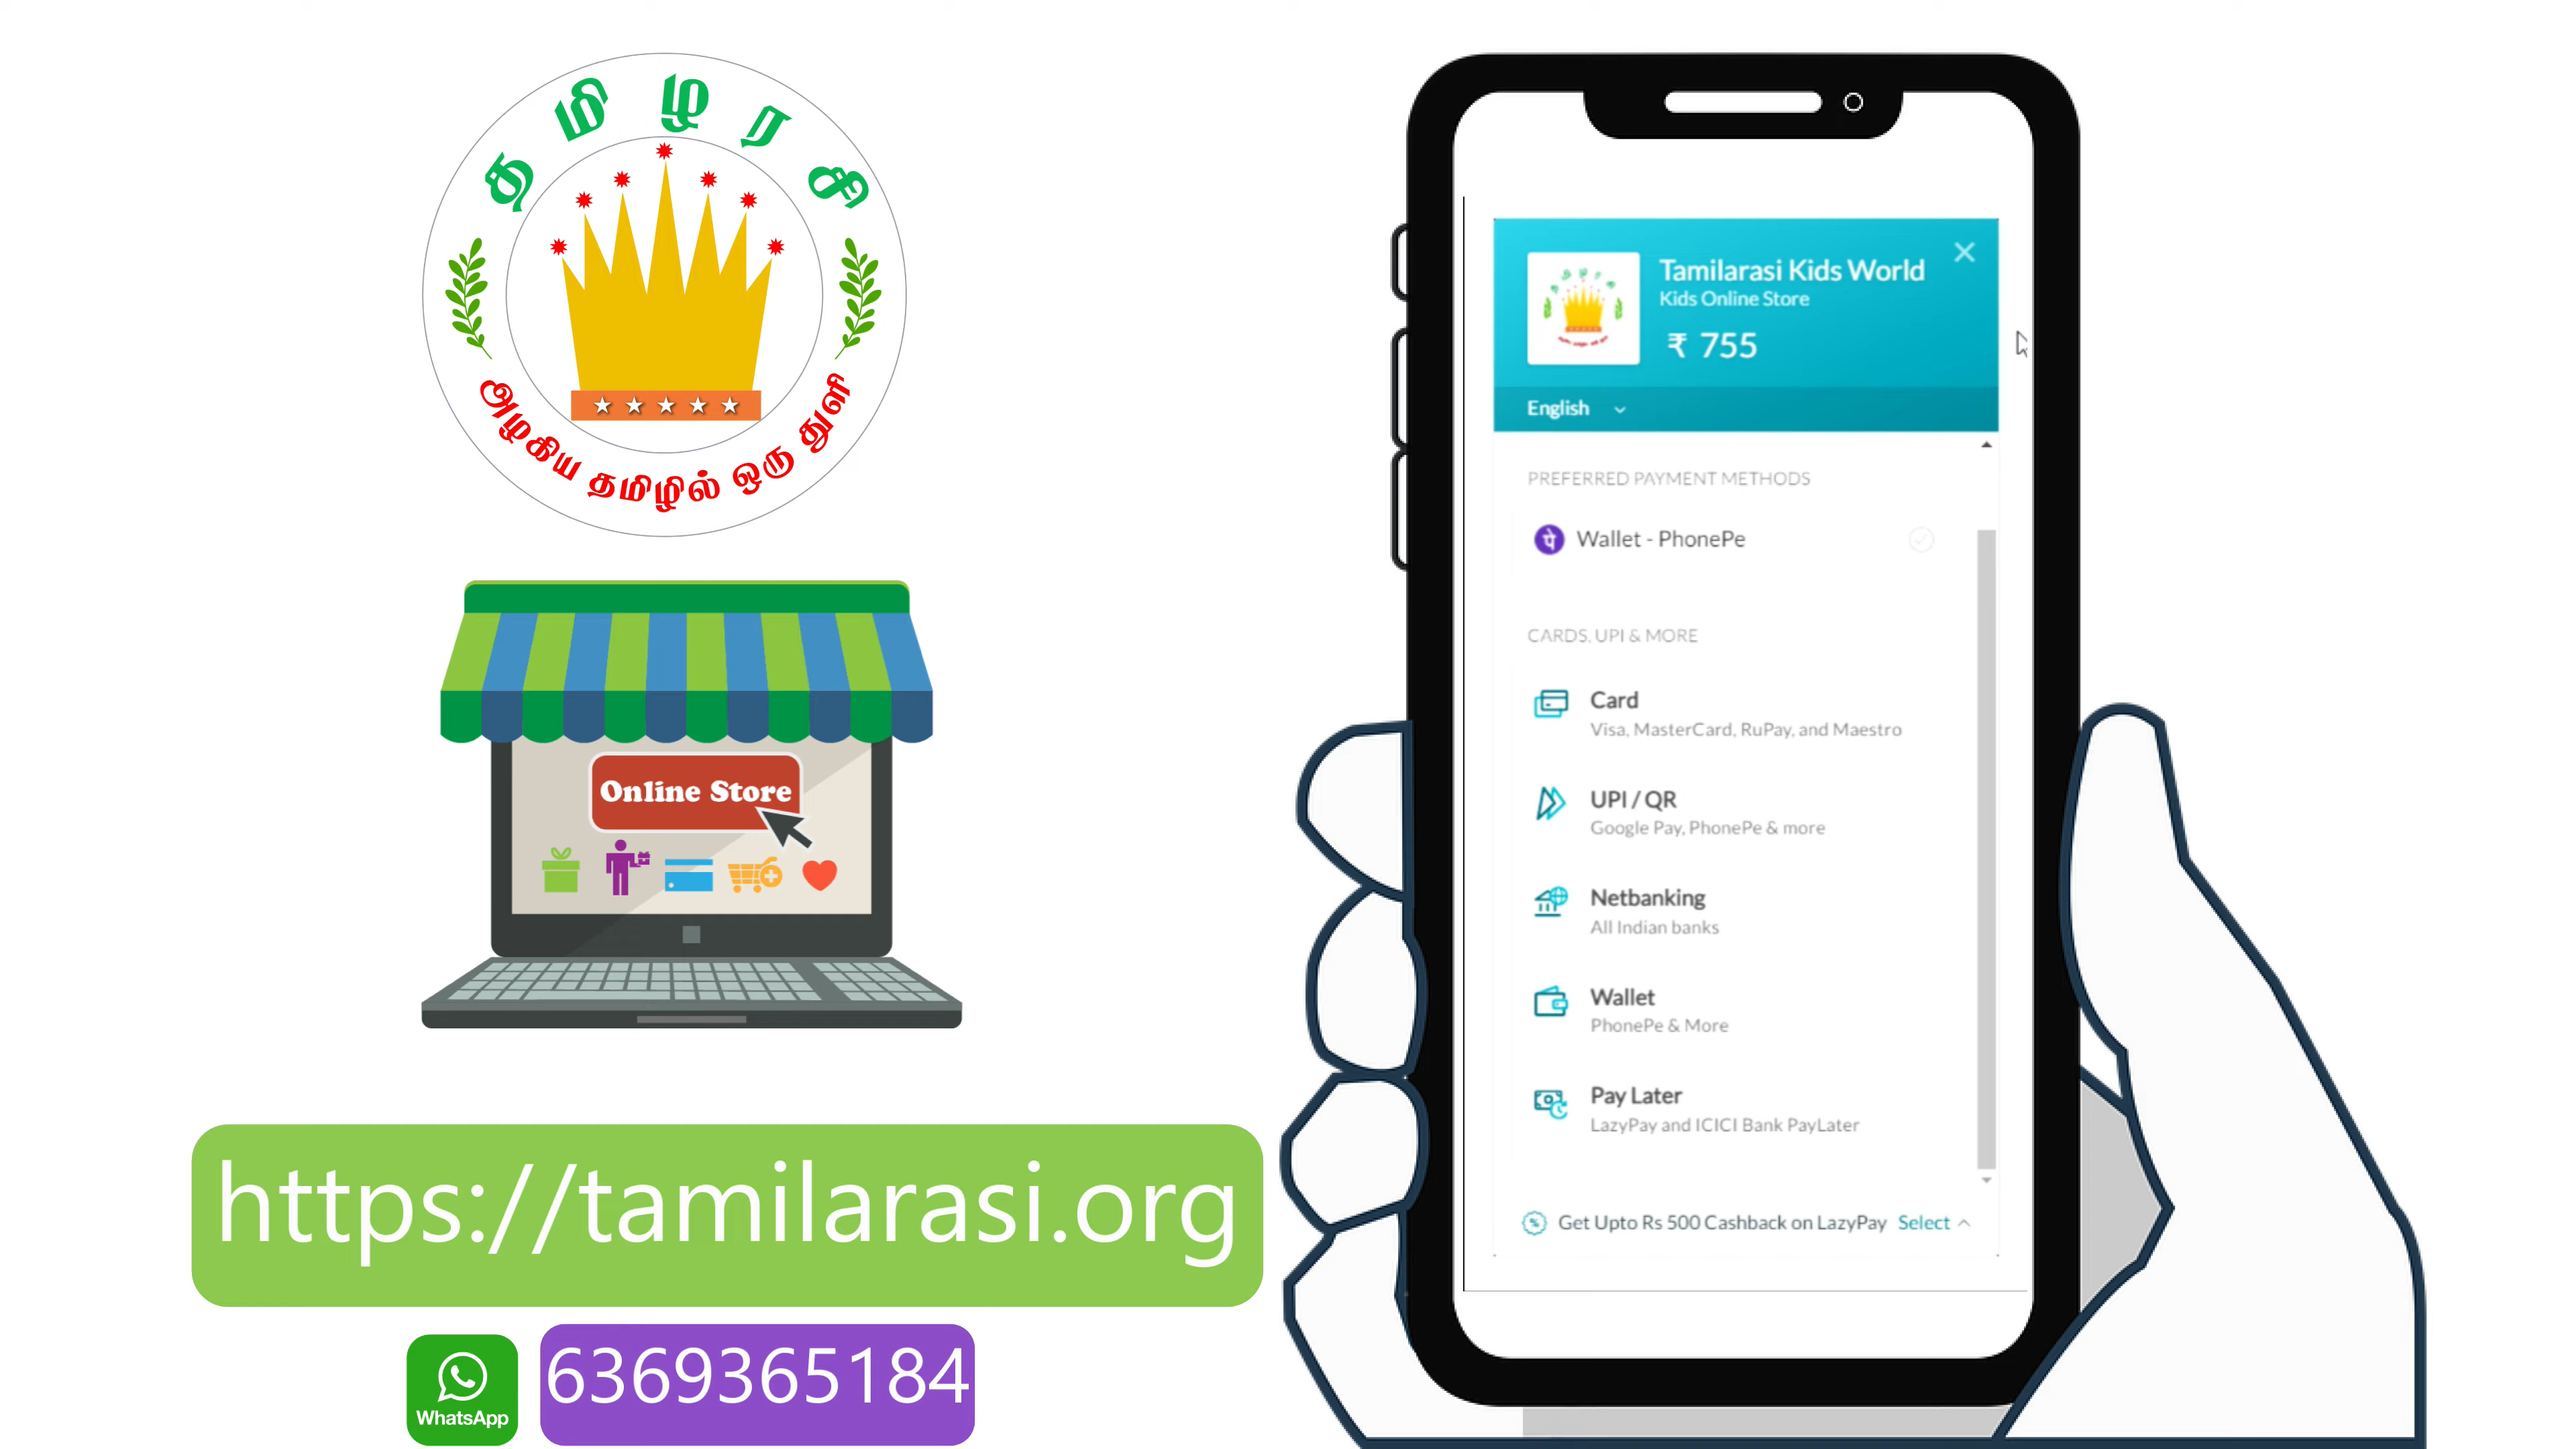 தமிழரசி
அழகிய தமிழில் ஒரு துளி
Online Store
https://tamilarasi.org
WhatsApp
6369365184
Tamilarasi Kids World
Kids Online Store
₹ 755
English
PREFERRED PAYMENT METHODS
पे Wallet - PhonePe
CARDS, UPI & MORE
Card
Visa, MasterCard, RuPay, and Maestro
UPI / QR
Google Pay, PhonePe & more
Netbanking
All Indian banks
Wallet
PhonePe & More
Pay Later
LazyPay and ICICI Bank PayLater
Get Upto Rs 500 Cashback on LazyPay Select